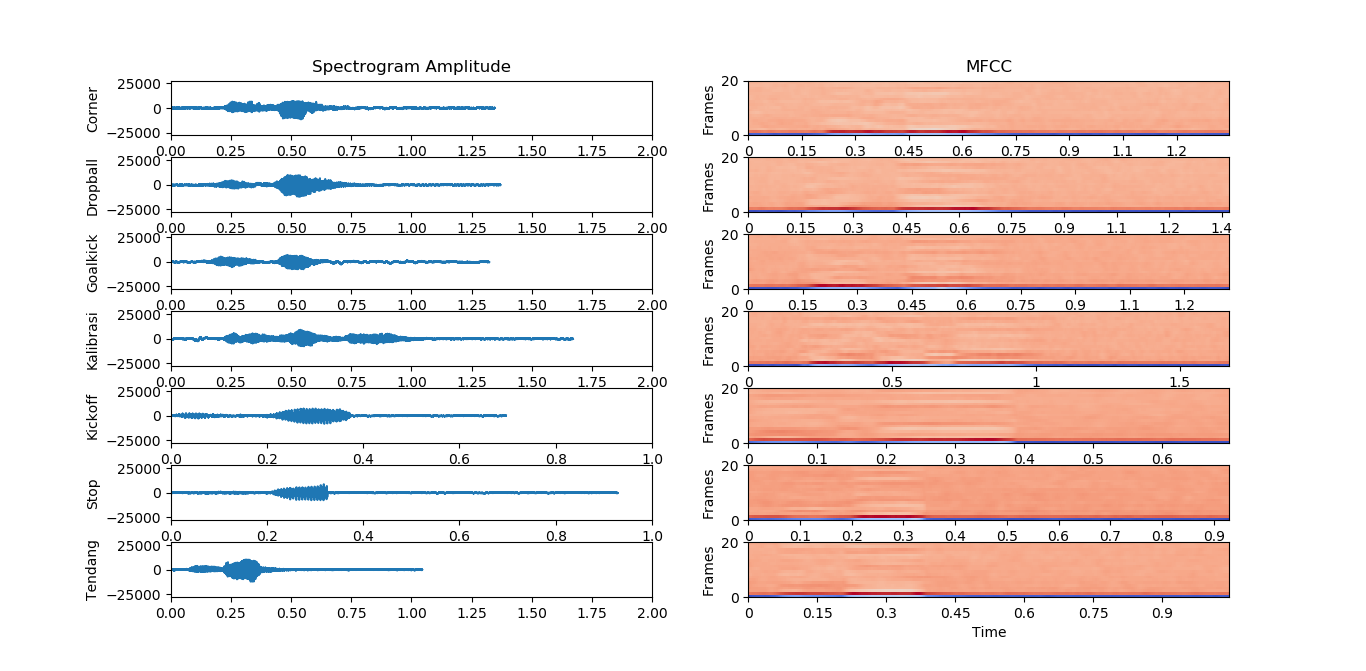 Spectrogram Amplitude MFCC
25000 20
Corner 0 Frames
−25000 0
0.00 0.25 0.50 0.75 1.00 1.25 1.50 1.75 2.00 0 0.15 0.3 0.45 0.6 0.75 0.9 1.1 1.2
25000 20
Dropball 0 Frames
−25000 0
0.00 0.25 0.50 0.75 1.00 1.25 1.50 1.75 2.00 0 0.15 0.3 0.45 0.6 0.75 0.9 1.1 1.2 1.4
25000 20
Goalkick 0 Frames
−25000 0
0.00 0.25 0.50 0.75 1.00 1.25 1.50 1.75 2.00 0 0.15 0.3 0.45 0.6 0.75 0.9 1.1 1.2
25000 20
Kalibrasi 0 Frames
−25000 0
0.00 0.25 0.50 0.75 1.00 1.25 1.50 1.75 2.00 0 0.5 1 1.5
25000 20
Kickoff 0 Frames
−25000 0
0.0 0.2 0.4 0.6 0.8 1.0 0 0.1 0.2 0.3 0.4 0.5 0.6
25000 20
Stop 0 Frames
−25000 0
0.0 0.2 0.4 0.6 0.8 1.0 0 0.1 0.2 0.3 0.4 0.5 0.6 0.7 0.8 0.9
25000 20
Tendang 0 Frames
−25000 0
0.00 0.25 0.50 0.75 1.00 1.25 1.50 1.75 2.00 0 0.15 0.3 0.45 0.6 0.75 0.9
Time